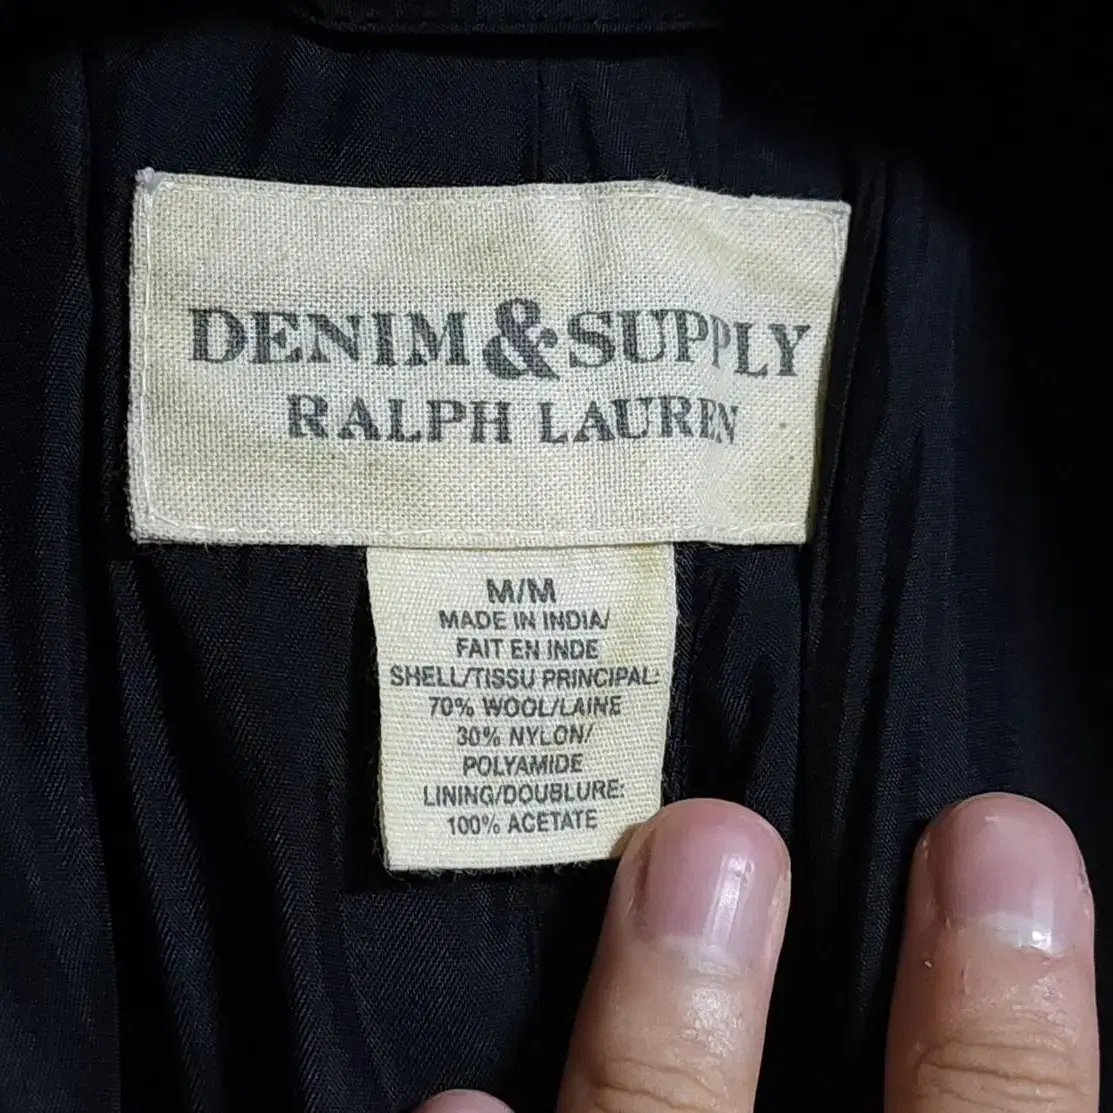 DENIM & SUPPLY
RALPH LAUREN
M/M
MADE IN INDIA/
FAIT EN INDE
SHELL/TISSU PRINCIPAL:
70% WOOL/LAINE
30% NYLON/
POLYAMIDE
LINING/DOUBLURE:
100% ACETATE